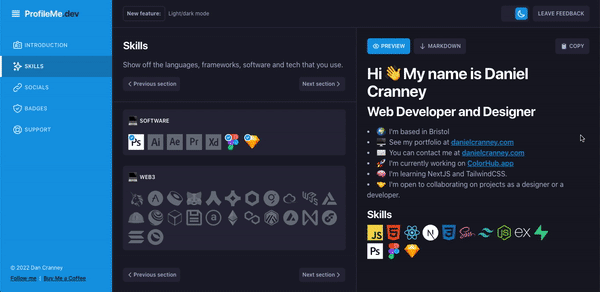 ProfileMe.dev
New feature: Light/dark mode
LEAVE FEEDBACK
INTRODUCTION
SKILLS
SOCIALS
BADGES
SUPPORT
© 2022 Dan Cranney
Follow me | Buy Me a Coffee
Skills
Show off the languages, frameworks, software and tech that you use.
Previous section
Next section
SOFTWARE
Ps Ai Ae Pr Xd
WEB3
Previous section
Next section
PREVIEW
MARKDOWN
COPY
Hi 👋 My name is Daniel
Cranney
Web Developer and Designer
• 🌍 I'm based in Bristol
• 🖥️ See my portfolio at danielcranney.com
• ✉️ You can contact me at danielcranney.com
• 🚀 I'm currently working on ColorHub.app
• 🧠 I'm learning NextJS and TailwindCSS.
• 🤝 I'm open to collaborating on projects as a designer or a
developer.
Skills
JS
ex
Ps